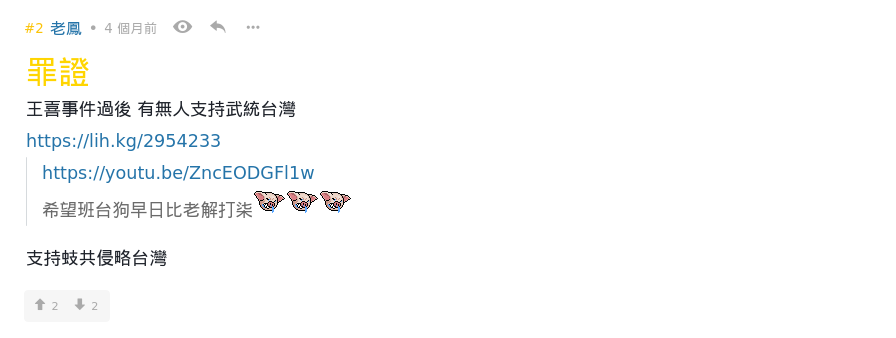 #2 老鳳 • 4 個月前
罪證
王喜事件過後 有無人支持武統台灣
https://lih.kg/2954233
https://youtu.be/ZncEODGFl1w
希望班台狗早日比老解打柒
支持蚊共侵略台灣
2 2